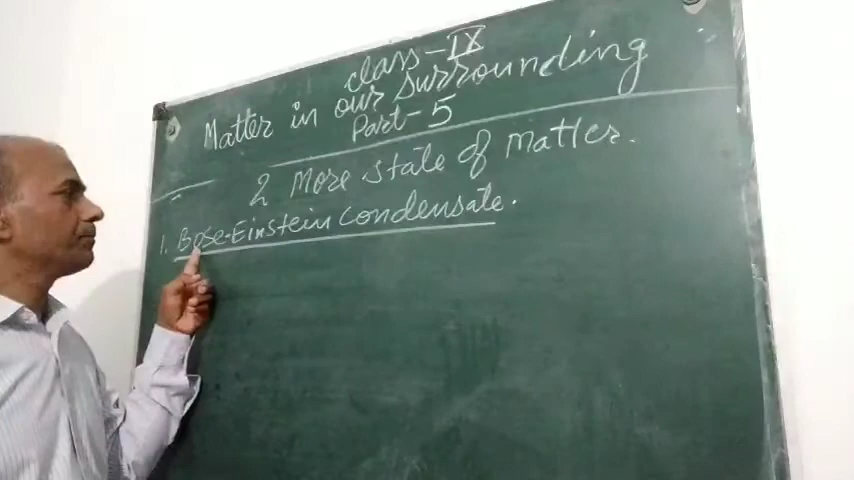 class-IX
Matter in our surrounding
Part-5
2 More state of Matter.
1. Bose-Einstein condensate.